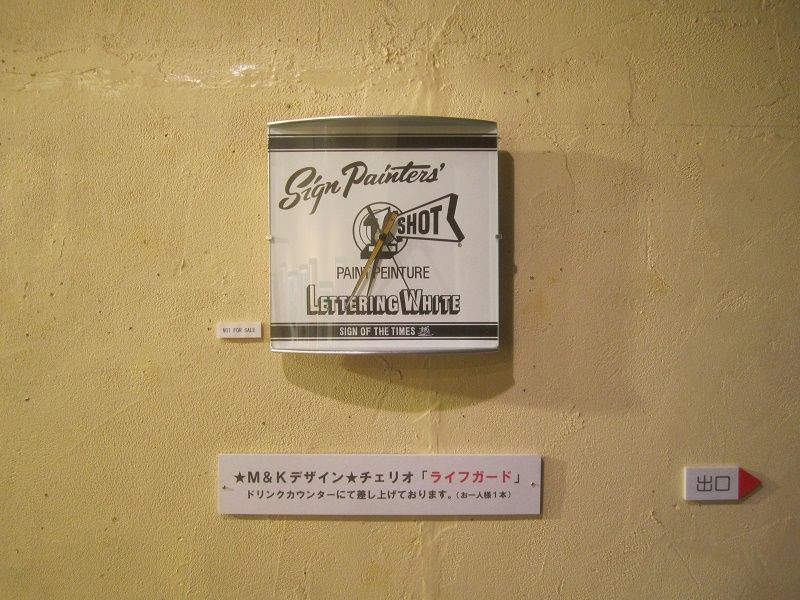 Sign Painters'
1 SHOT
PAINT PEINTURE
LETTERING WHITE
SIGN OF THE TIMES
NOT FOR SALE
★M&Kデザイン★チェリオ「ライフガード」
ドリンクカウンターにて差し上げております。(お一人様1本)
出口